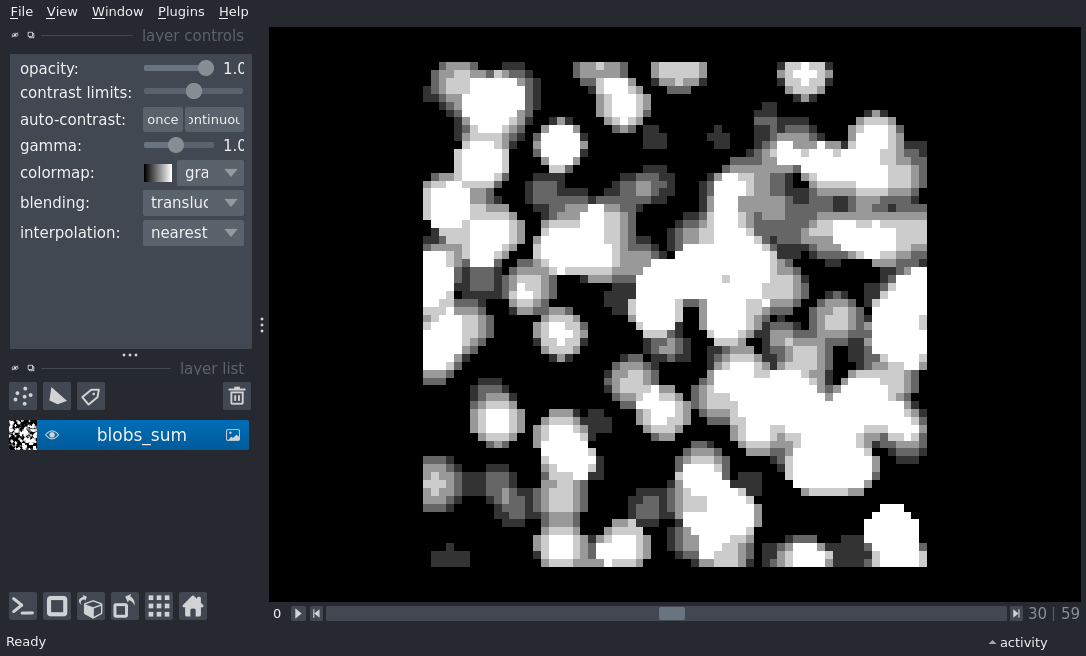 File View Window Plugins Help
layer controls
opacity: 1.0
contrast limits:
auto-contrast: once ontinuou
gamma: 1.0
colormap: gra
blending: transluc
interpolation: nearest
layer list
blobs_sum
0 30 | 59
Ready activity